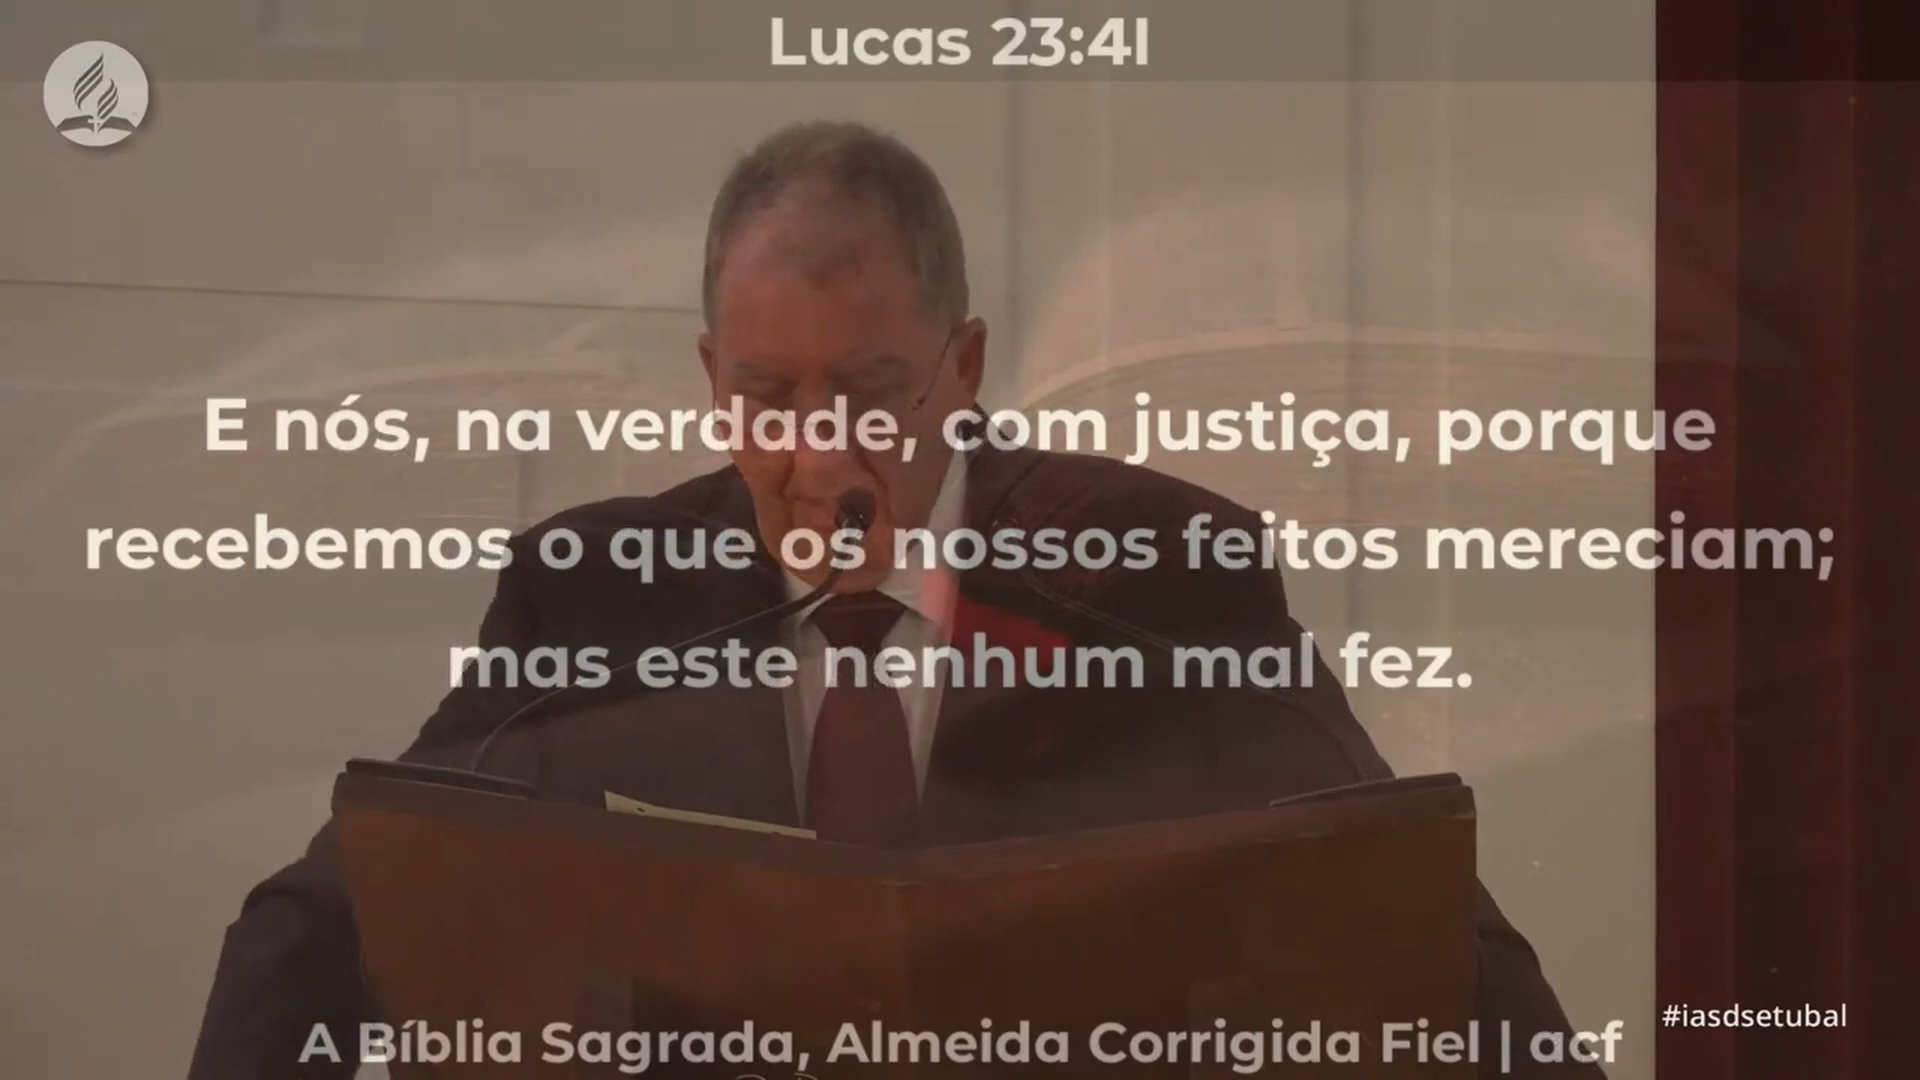 Lucas 23:41
E nós, na verdade, com justiça, porque
recebemos o que os nossos feitos mereciam;
mas este nenhum mal fez.
#iasdsetubal
A Bíblia Sagrada, Almeida Corrigida Fiel | acf